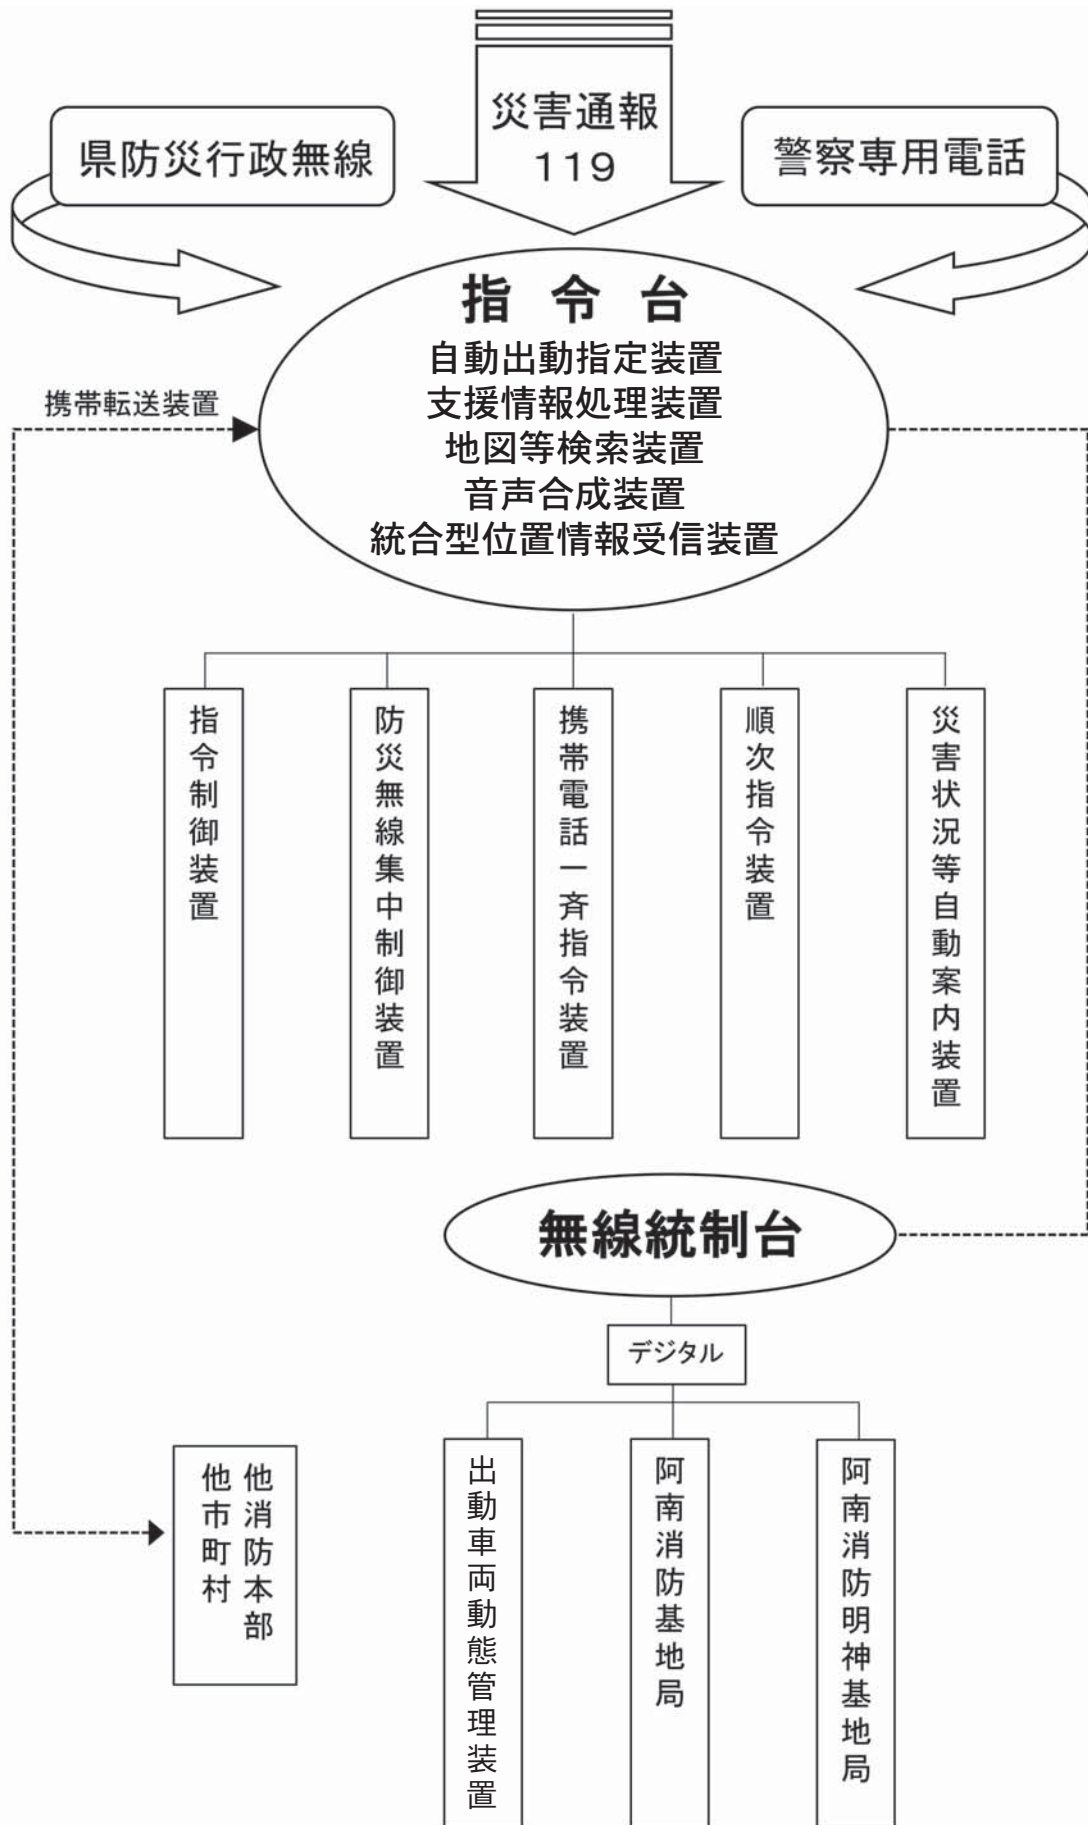 災害通報
119
県防災行政無線
警察専用電話
指令台
自動出動指定装置
支援情報処理装置
地図等検索装置
音声合成装置
統合型位置情報受信装置
携帯転送装置
指令制御装置
防災無線集中制御装置
携帯電話一斉指令装置
順次指令装置
災害状況等自動案内装置
無線統制台
デジタル
他消防本部
他市町村
出動車両動態管理装置
阿南消防基地局
阿南消防明神基地局